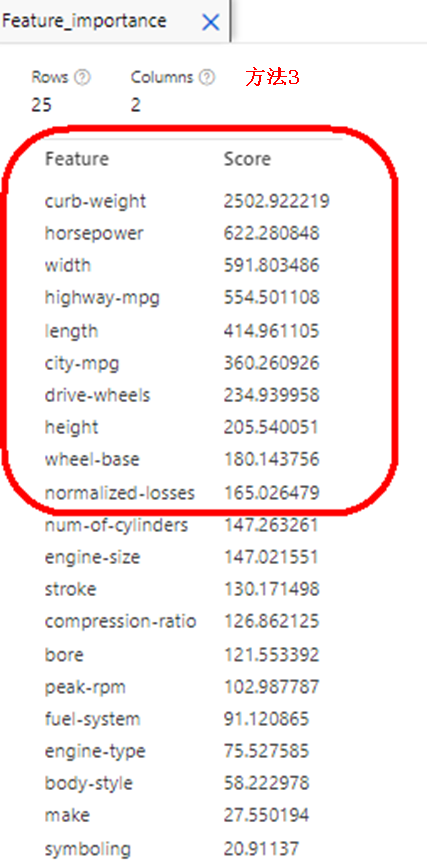 Feature_importance
Rows Columns 方法3
25 2
Feature Score
curb-weight 2502.922219
horsepower 622.280848
width 591.803486
highway-mpg 554.501108
length 414.961105
city-mpg 360.260926
drive-wheels 234.939958
height 205.540051
wheel-base 180.143756
normalized-losses 165.026479
num-of-cylinders 147.263261
engine-size 147.021551
stroke 130.171498
compression-ratio 126.862125
bore 121.553392
peak-rpm 102.987787
fuel-system 91.120865
engine-type 75.527585
body-style 58.222978
make 27.550194
symboling 20.91137